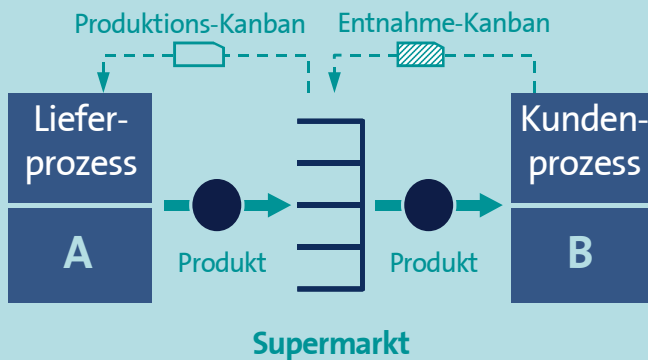 Produktions-Kanban
Entnahme-Kanban
Liefer-
prozess
A
Produkt
Produkt
Kunden-
prozess
B
Supermarkt